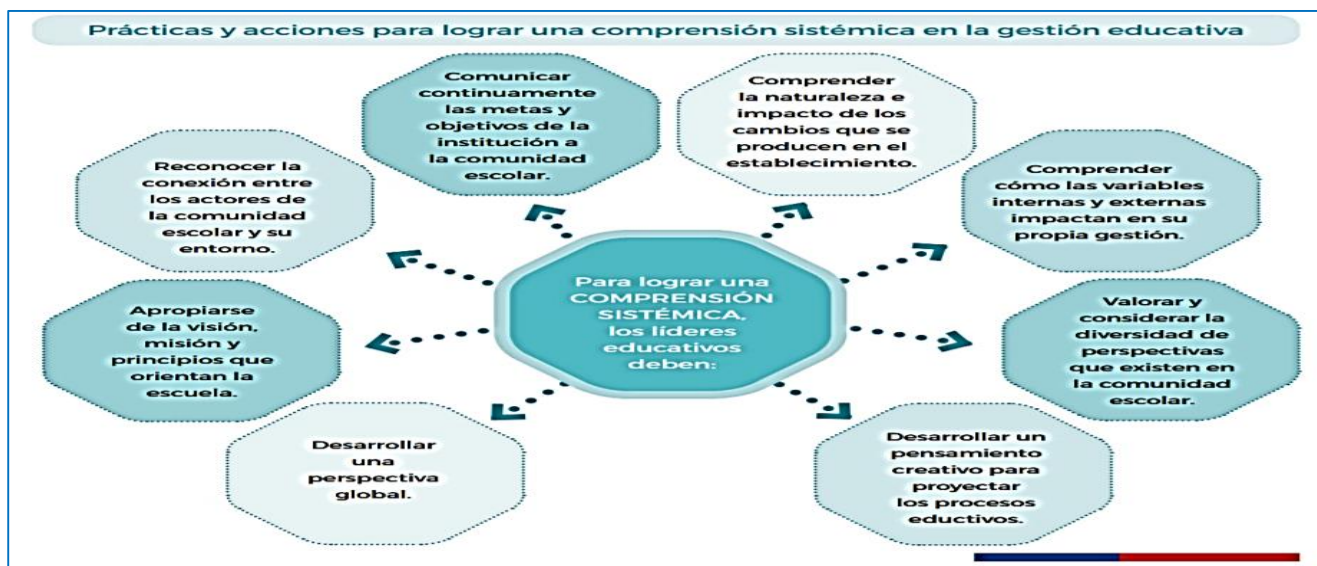 Prácticas y acciones para lograr una comprensión sistémica en la gestión educativa
Comunicar
continuamente
las metas y
objetivos de la
institución a
la comunidad
escolar.
Comprender
la naturaleza e
impacto de los
cambios que se
producen en el
establecimiento.
Reconocer la
conexión entre
los actores de
la comunidad
escolar y su
entorno.
Comprender
cómo las variables
internas y externas
impactan en su
propia gestión.
Para lograr una
COMPRENSIÓN
SISTÉMICA,
los líderes
educativos
deben:
Apropiarse
de la visión,
misión y
principios que
orientan la
escuela.
Valorar y
considerar la
diversidad de
perspectivas
que existen en
la comunidad
escolar.
Desarrollar
una
perspectiva
global.
Desarrollar un
pensamiento
creativo para
proyectar
los procesos
eductivos.